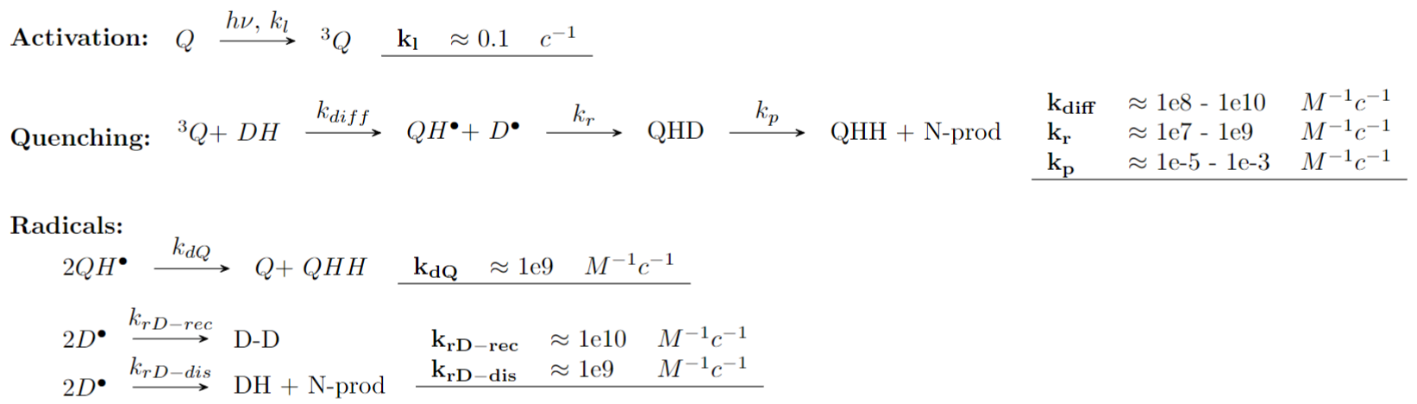 Activation: Q hν, k_l ³Q k_l ≈ 0.1 c⁻¹
Quenching: ³Q+ DH k_diff QH•+ D• k_r QHD k_p QHH + N-prod
k_diff ≈ 1e8 - 1e10 M⁻¹c⁻¹
k_r ≈ 1e7 - 1e9 M⁻¹c⁻¹
k_p ≈ 1e-5 - 1e-3 M⁻¹c⁻¹
Radicals:
2QH• k_dQ Q+ QHH k_dQ ≈ 1e9 M⁻¹c⁻¹
2D• k_rD−rec D-D k_rD−rec ≈ 1e10 M⁻¹c⁻¹
2D• k_rD−dis DH + N-prod k_rD−dis ≈ 1e9 M⁻¹c⁻¹